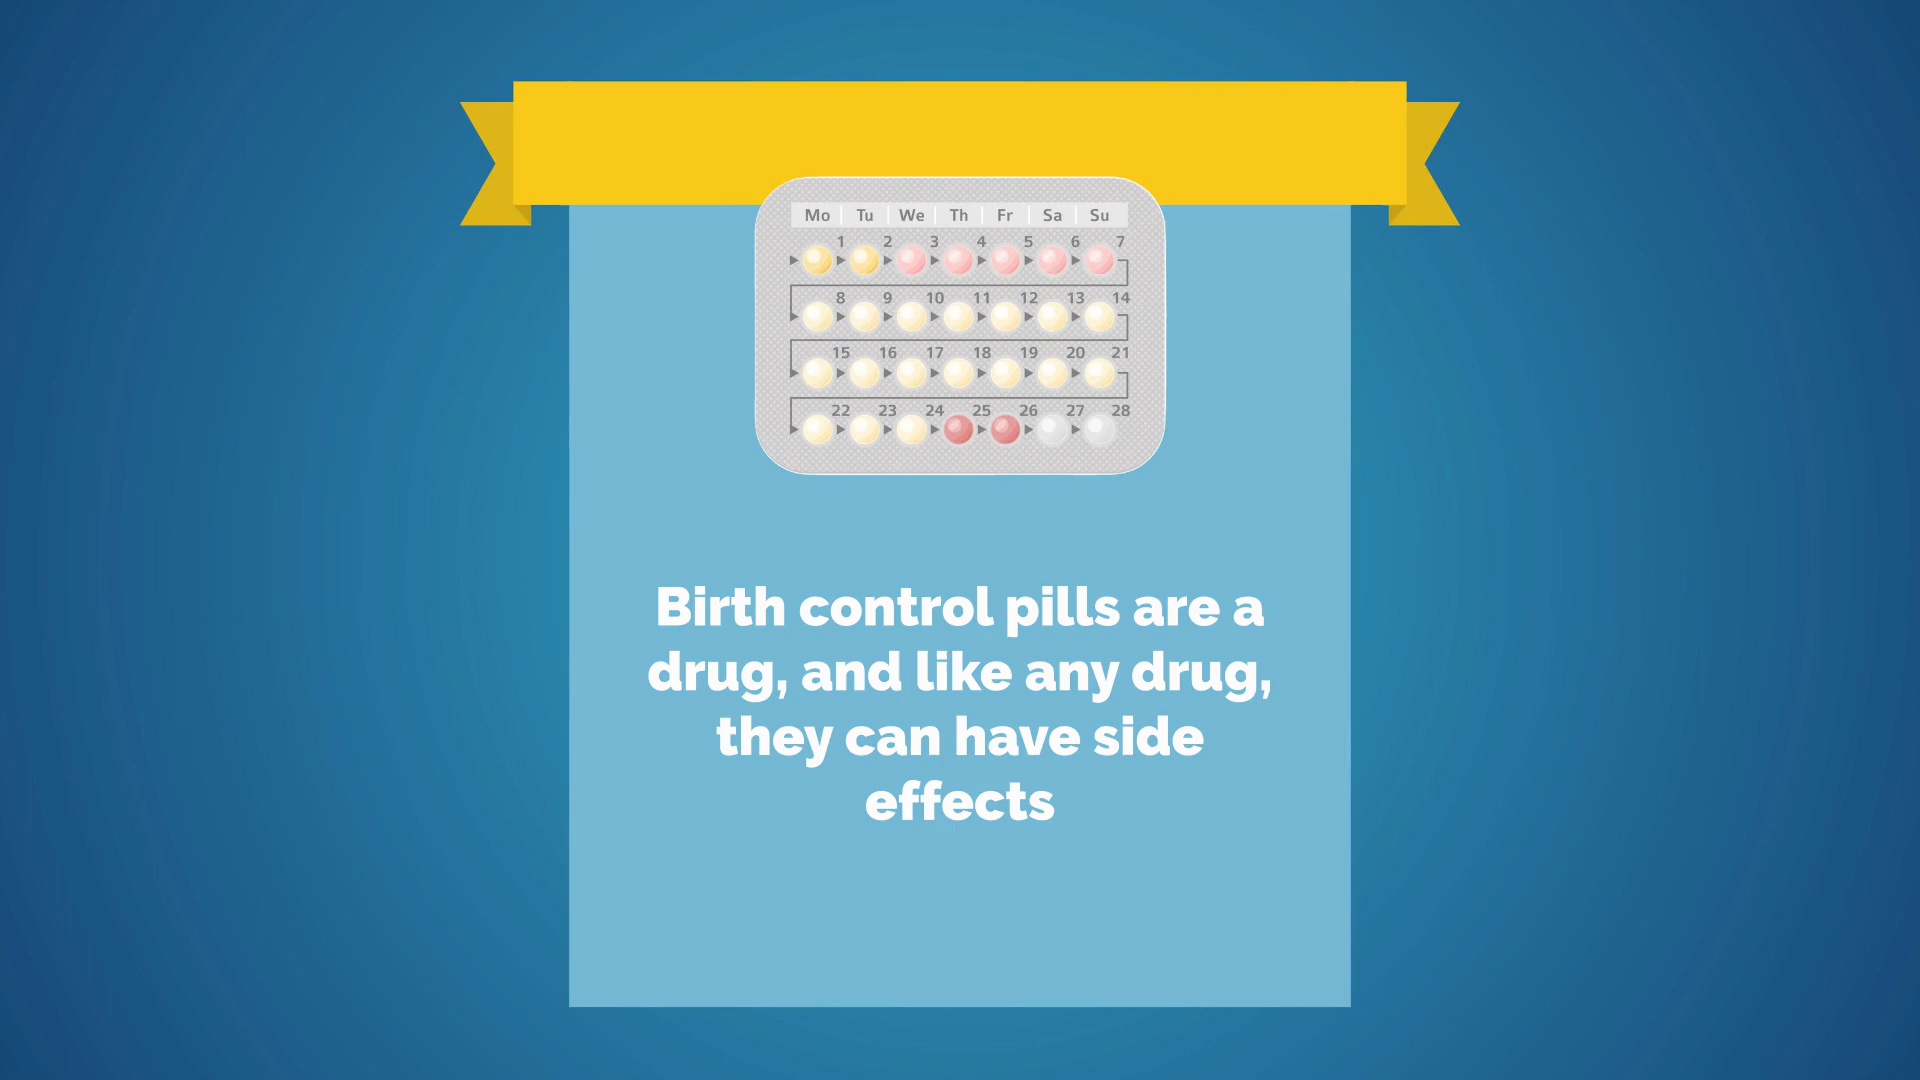 Mo Tu We Th Fr Sa Su
1 2 3 4 5 6 7
8 9 10 11 12 13 14
15 16 17 18 19 20 21
22 23 24 25 26 27 28
Birth control pills are a
drug, and like any drug,
they can have side
effects